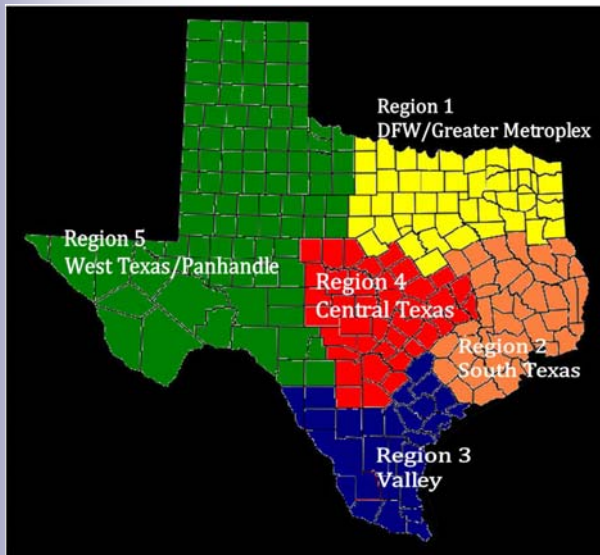 Region 1
DFW/Greater Metroplex
Region 5
West Texas/Panhandle
Region 4
Central Texas
Region 2
South Texas
Region 3
Valley